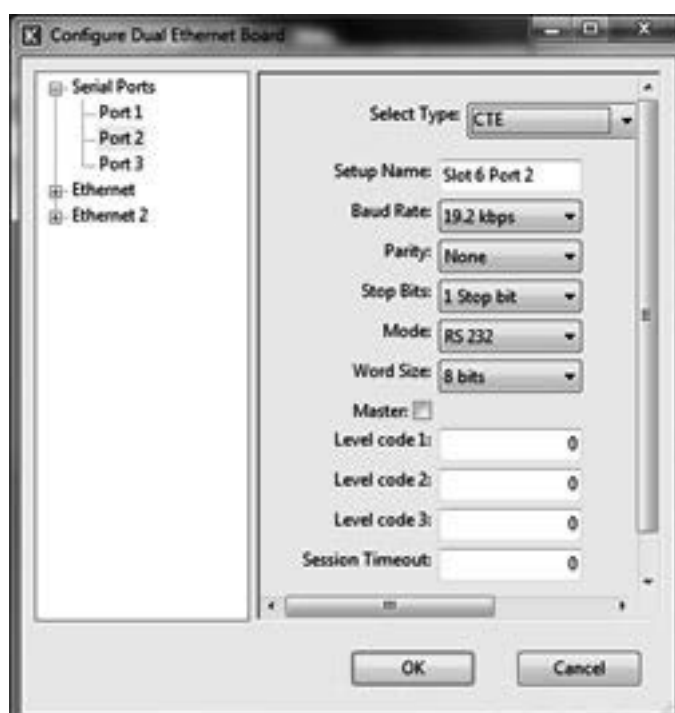 Configure Dual Ethernet Board
Serial Ports
Port 1
Port 2
Port 3
Ethernet
Ethernet 2
Select Type: CTE
Setup Name: Slot 6 Port 2
Baud Rate: 19.2 kbps
Parity: None
Stop Bits: 1 Stop bit
Mode: RS 232
Word Size: 8 bits
Master:
Level code 1: 0
Level code 2: 0
Level code 3: 0
Session Timeout: 0
OK Cancel